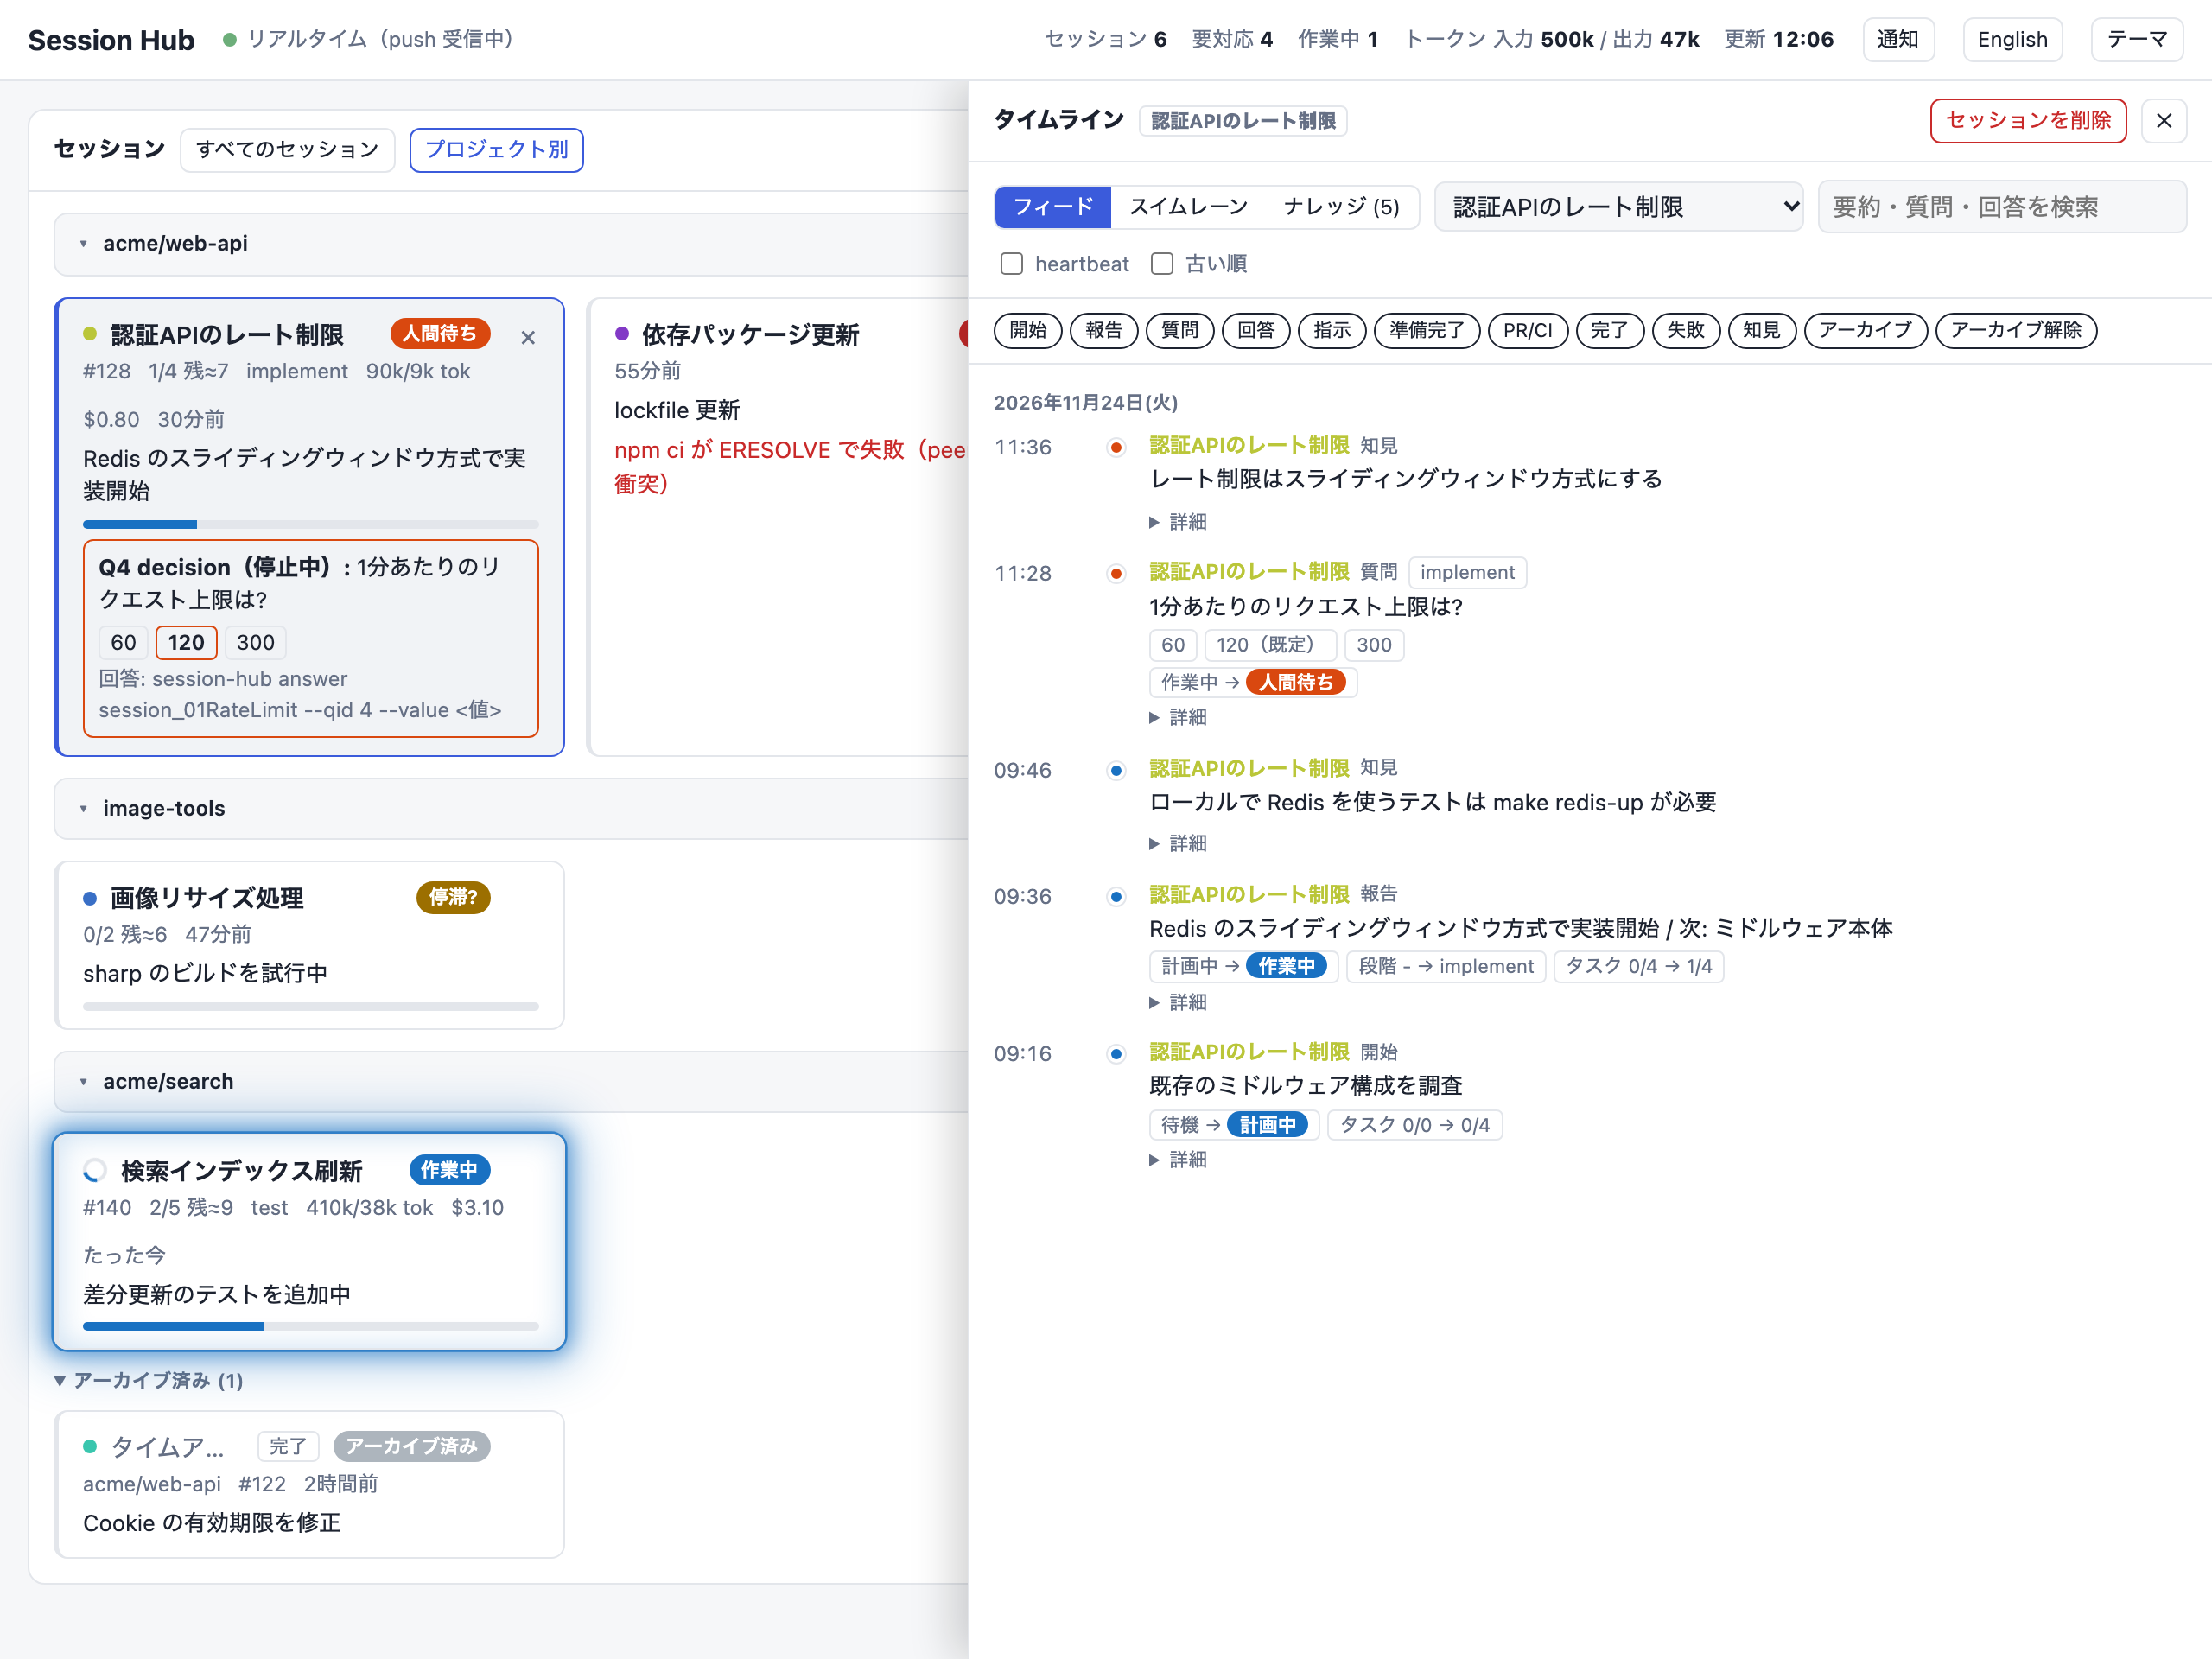 Session Hub
リアルタイム（push 受信中）
セッション 6 要対応 4 作業中 1 トークン 入力 500k / 出力 47k 更新 12:06
通知
English
テーマ
セッション
すべてのセッション
プロジェクト別
acme/web-api
認証APIのレート制限
人間待ち
×
#128 1/4 残≈7 implement 90k/9k tok
$0.80 30分前
Redis のスライディングウィンドウ方式で実
装開始
Q4 decision（停止中）: 1分あたりのリ
クエスト上限は?
60 120 300
回答: session-hub answer
session_01RateLimit --qid 4 --value <値>
依存パッケージ更新
55分前
lockfile 更新
npm ci が ERESOLVE で失敗（pee
衝突）
image-tools
画像リサイズ処理
停滞?
0/2 残≈6 47分前
sharp のビルドを試行中
acme/search
検索インデックス刷新
作業中
#140 2/5 残≈9 test 410k/38k tok $3.10
たった今
差分更新のテストを追加中
アーカイブ済み (1)
タイムア...
完了
アーカイブ済み
acme/web-api #122 2時間前
Cookie の有効期限を修正
タイムライン
認証APIのレート制限
セッションを削除
×
フィード
スイムレーン
ナレッジ (5)
認証APIのレート制限
要約・質問・回答を検索
heartbeat
古い順
開始 報告 質問 回答 指示 準備完了 PR/CI 完了 失敗 知見 アーカイブ アーカイブ解除
2026年11月24日(火)
11:36 認証APIのレート制限 知見
レート制限はスライディングウィンドウ方式にする
詳細
11:28 認証APIのレート制限 質問 implement
1分あたりのリクエスト上限は?
60 120（既定） 300
作業中 → 人間待ち
詳細
09:46 認証APIのレート制限 知見
ローカルで Redis を使うテストは make redis-up が必要
詳細
09:36 認証APIのレート制限 報告
Redis のスライディングウィンドウ方式で実装開始 / 次: ミドルウェア本体
計画中 → 作業中 段階 - → implement タスク 0/4 → 1/4
詳細
09:16 認証APIのレート制限 開始
既存のミドルウェア構成を調査
待機 → 計画中 タスク 0/0 → 0/4
詳細